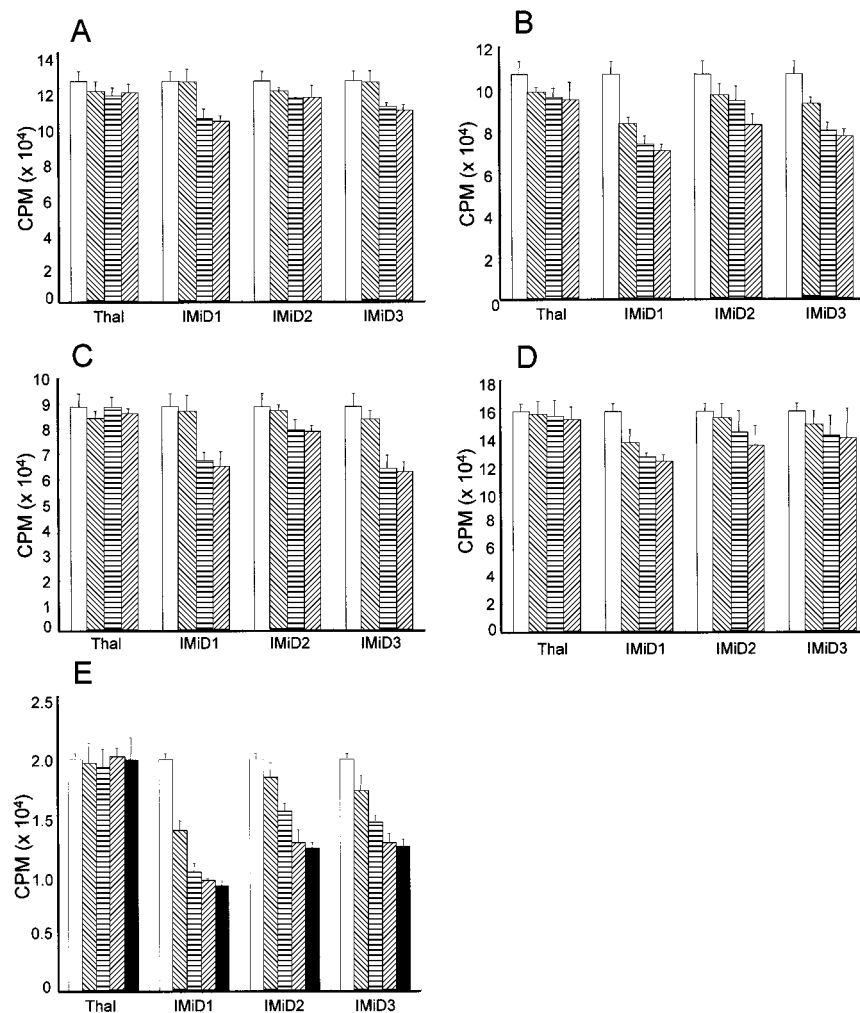 A
CPM (x 10⁴)
14
12
10
8
6
4
2
0
Thal IMiD1 IMiD2 IMiD3
B
CPM (x 10⁴)
12
10
8
6
4
2
0
Thal IMiD1 IMiD2 IMiD3
C
CPM (x 10⁴)
10
9
8
7
6
5
4
3
2
1
0
Thal IMiD1 IMiD2 IMiD3
D
CPM (x 10⁴)
18
16
14
12
10
8
6
4
2
0
Thal IMiD1 IMiD2 IMiD3
E
CPM (x 10⁴)
2.5
2.0
1.5
1.0
0.5
0
Thal IMiD1 IMiD2 IMiD3